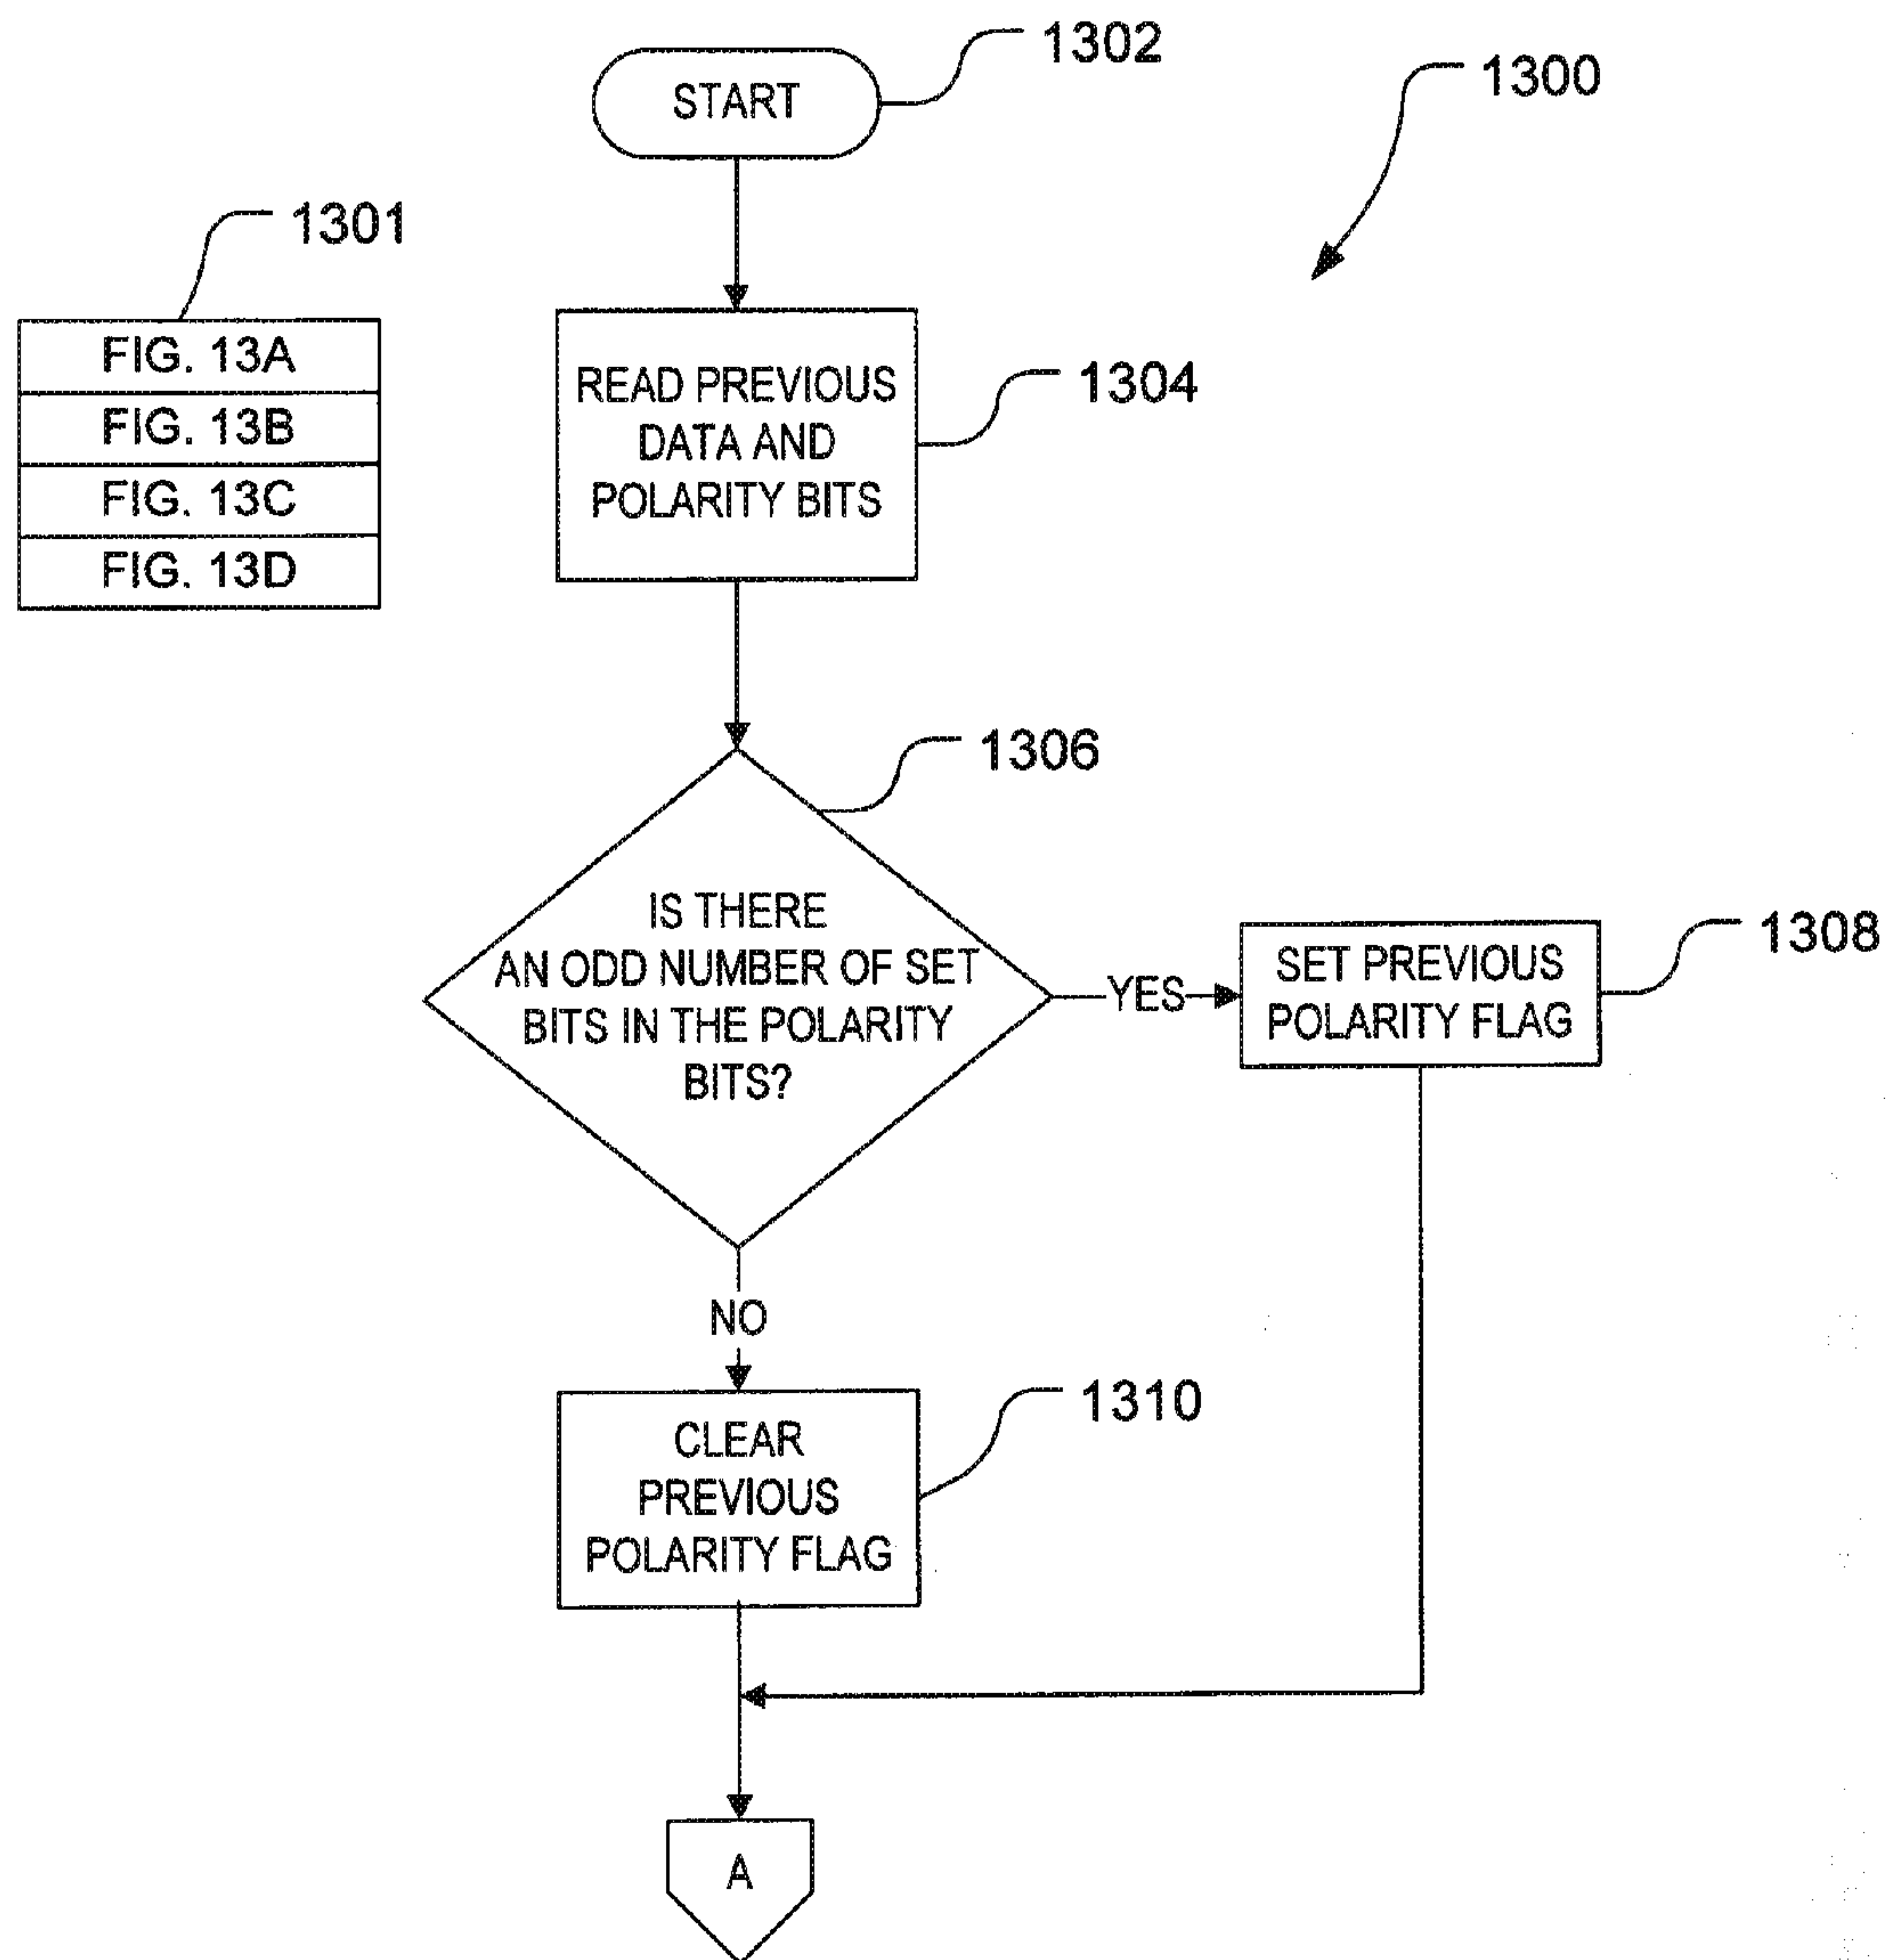 1302
START
1300
1301
FIG. 13A
FIG. 13B
FIG. 13C
FIG. 13D
READ PREVIOUS
DATA AND
POLARITY BITS
1304
1306
IS THERE
AN ODD NUMBER OF SET
BITS IN THE POLARITY
BITS?
YES
SET PREVIOUS
POLARITY FLAG
1308
NO
CLEAR
PREVIOUS
POLARITY FLAG
1310
A